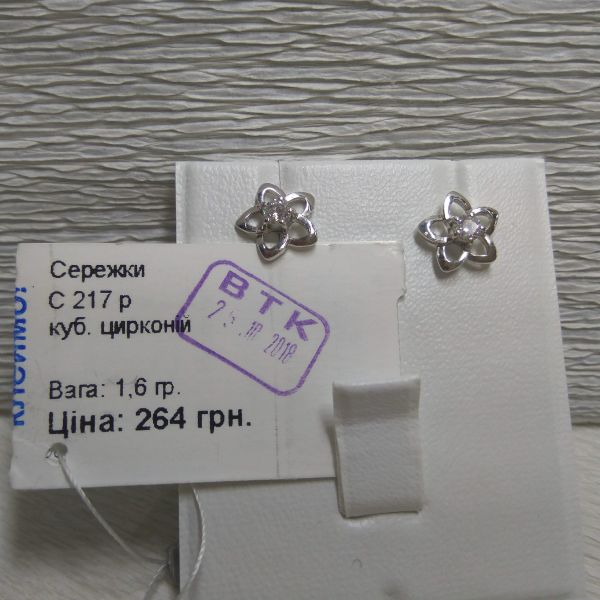 Сережки
С 217 р
куб. цирконій
Вага: 1,6 гр.
Ціна: 264 грн.
ВТК
2018